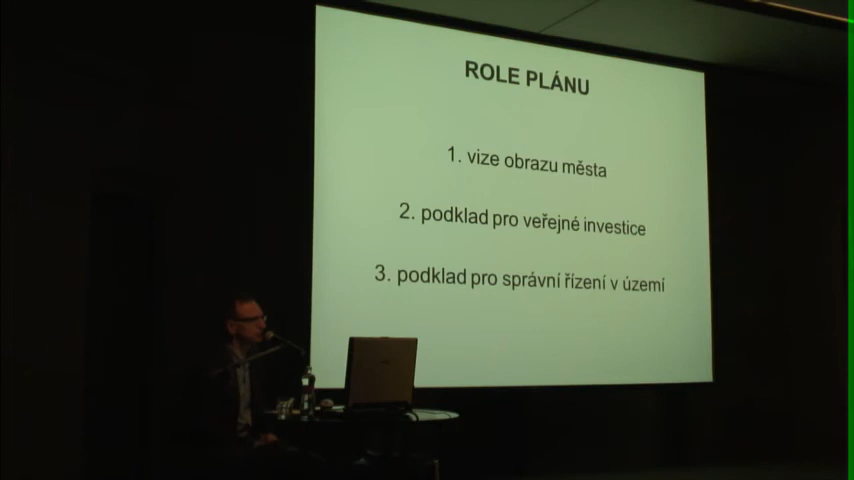 ROLE PLÁNU
1. vize obrazu města
2. podklad pro veřejné investice
3. podklad pro správní řízení v území